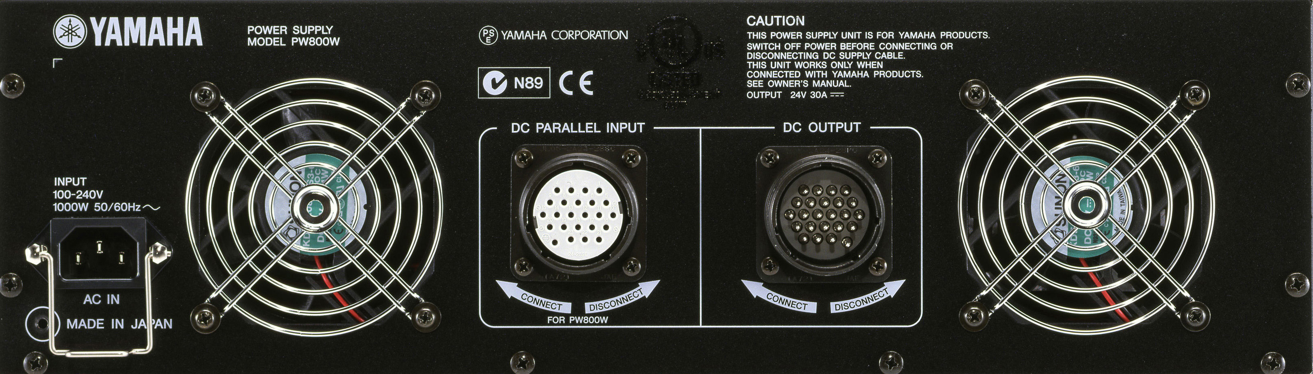 YAMAHA
POWER SUPPLY
MODEL PW800W
PS
E
YAMAHA CORPORATION
N89
CE
CAUTION
THIS POWER SUPPLY UNIT IS FOR YAMAHA PRODUCTS.
SWITCH OFF POWER BEFORE CONNECTING OR
DISCONNECTING DC SUPPLY CABLE.
THIS UNIT WORKS ONLY WHEN
CONNECTED WITH YAMAHA PRODUCTS.
SEE OWNER'S MANUAL.
OUTPUT 24V 30A
DC PARALLEL INPUT
DC OUTPUT
INPUT
100-240V
1000W 50/60Hz
AC IN
MADE IN JAPAN
CONNECT
DISCONNECT
FOR PW800W
CONNECT
DISCONNECT